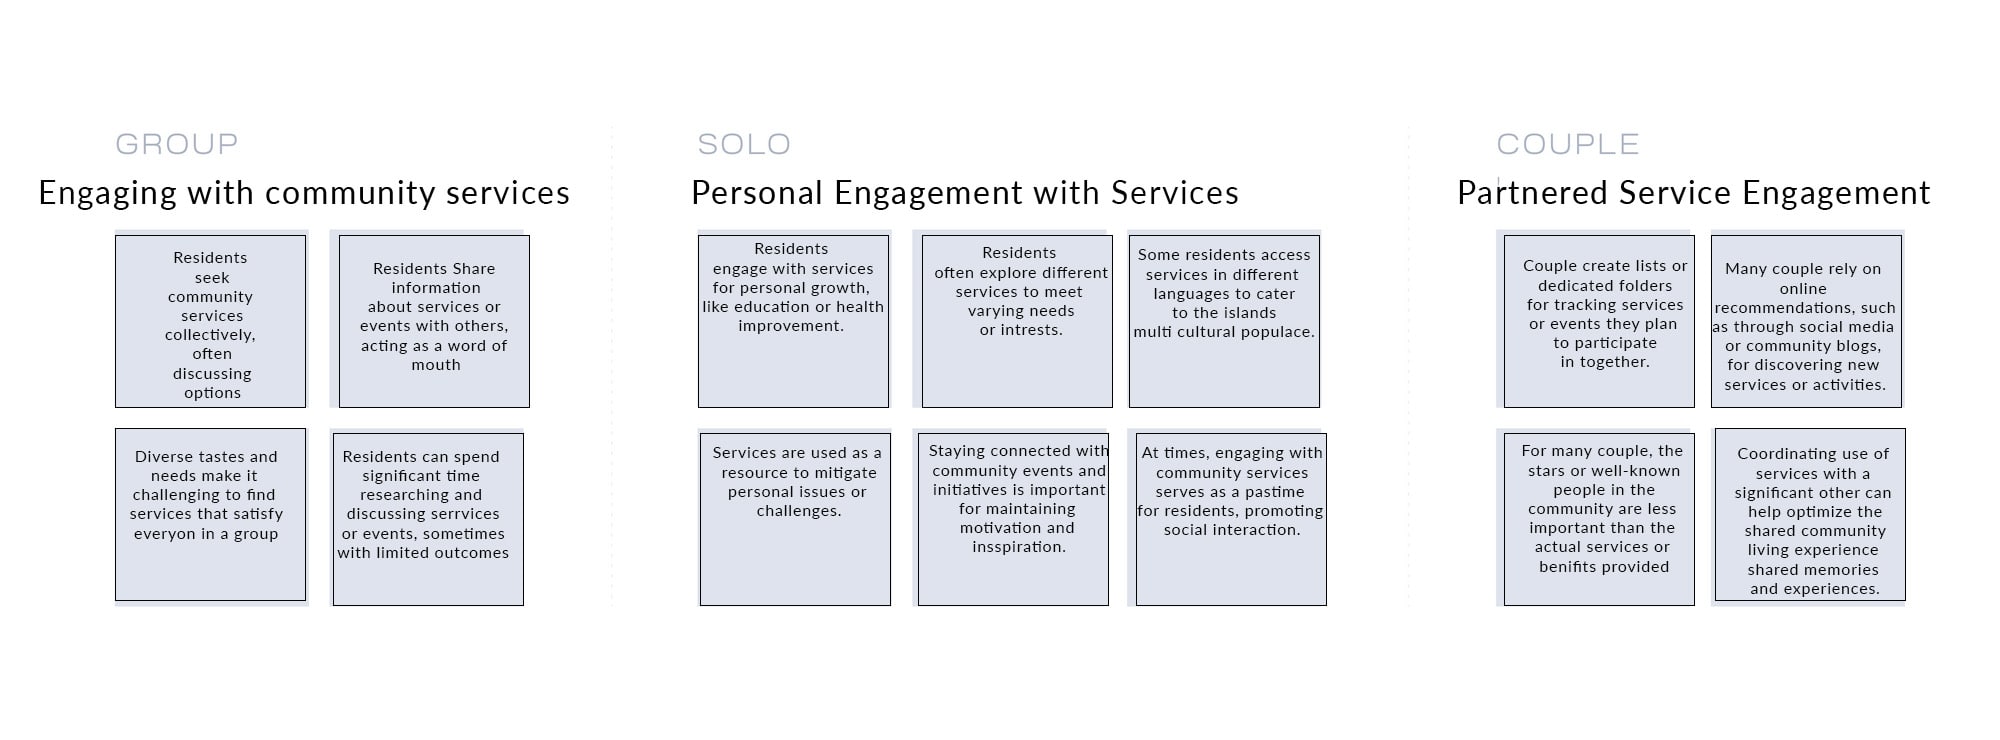 GROUP
Engaging with community services
Residents
seek
community
services
collectively,
often
discussing
options
Residents Share
information
about services or
events with others,
acting as a word of
mouth
Diverse tastes and
needs make it
challenging to find
services that satisfy
everyon in a group
Residents can spend
significant time
researching and
discussing serrvices
or events, sometimes
with limited outcomes
SOLO
Personal Engagement with Services
Residents
engage with services
for personal growth,
like education or health
improvement.
Residents
often explore different
services to meet
varying needs
or intrests.
Some residents access
services in different
languages to cater
to the islands
multi cultural populace.
Services are used as a
resource to mitigate
personal issues or
challenges.
Staying connected with
community events and
initiatives is important
for maintaining
motivation and
insspiration.
At times, engaging with
community services
serves as a pastime
for residents, promoting
social interaction.
COUPLE
Partnered Service Engagement
Couple create lists or
dedicated folders
for tracking services
or events they plan
to participate
in together.
Many couple rely on
online
recommendations, such
as through social media
or community blogs,
for discovering new
services or activities.
For many couple, the
stars or well-known
people in the
community are less
important than the
actual services or
benifits provided
Coordinating use of
services with a
significant other can
help optimize the
shared community
living experience
shared memories
and experiences.